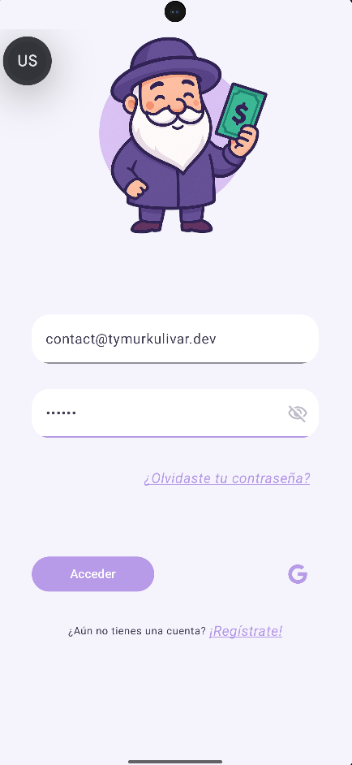 US
$
contact@tymurkulivar.dev
••••••
¿Olvidaste tu contraseña?
Acceder
G
¿Aún no tienes una cuenta? ¡Regístrate!